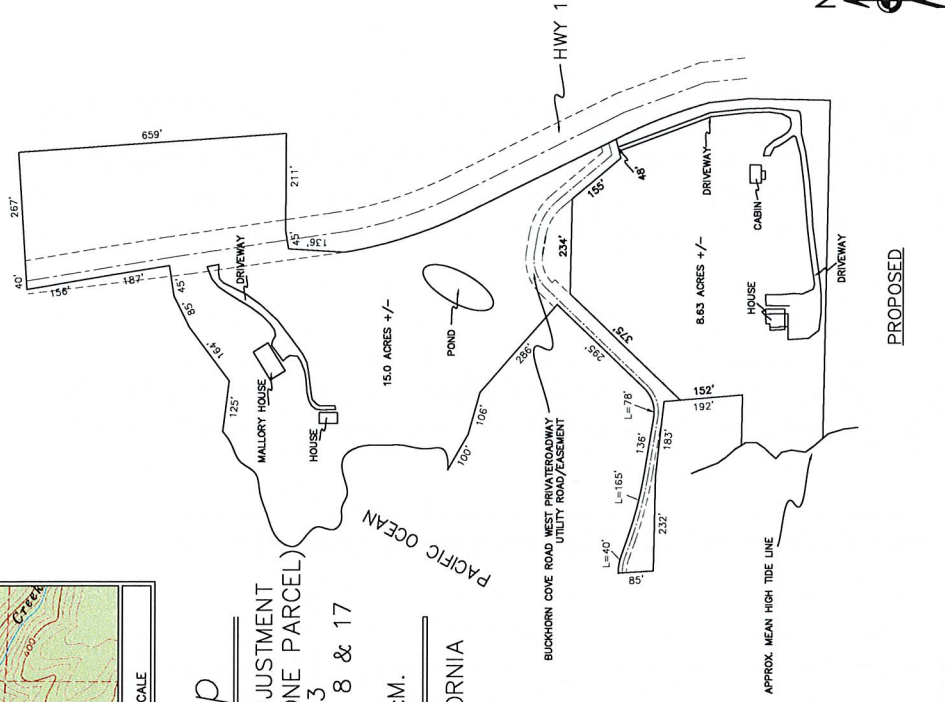 HWY 1
659'
267'
211'
40'
45'
136'
156'
187'
45'
DRIVEWAY
85'
164'
125'
MALLORY HOUSE
HOUSE
15.0 ACRES +/-
POND
286'
106'
100'
PACIFIC OCEAN
155'
48'
234'
DRIVEWAY
CABIN
8.63 ACRES +/-
HOUSE
DRIVEWAY
375'
295'
152'
192'
L=78'
136'
183'
L=165'
232'
L=40'
85'
BUCKHORN COVE ROAD WEST PRIVATEROADWAY
UTILITY ROAD/EASEMENT
APPROX. MEAN HIGH TIDE LINE
PROPOSED
N
Creek
400
CALE
p
JUSTMENT
ONE PARCEL)
3
8 & 17
M.
ORNIA